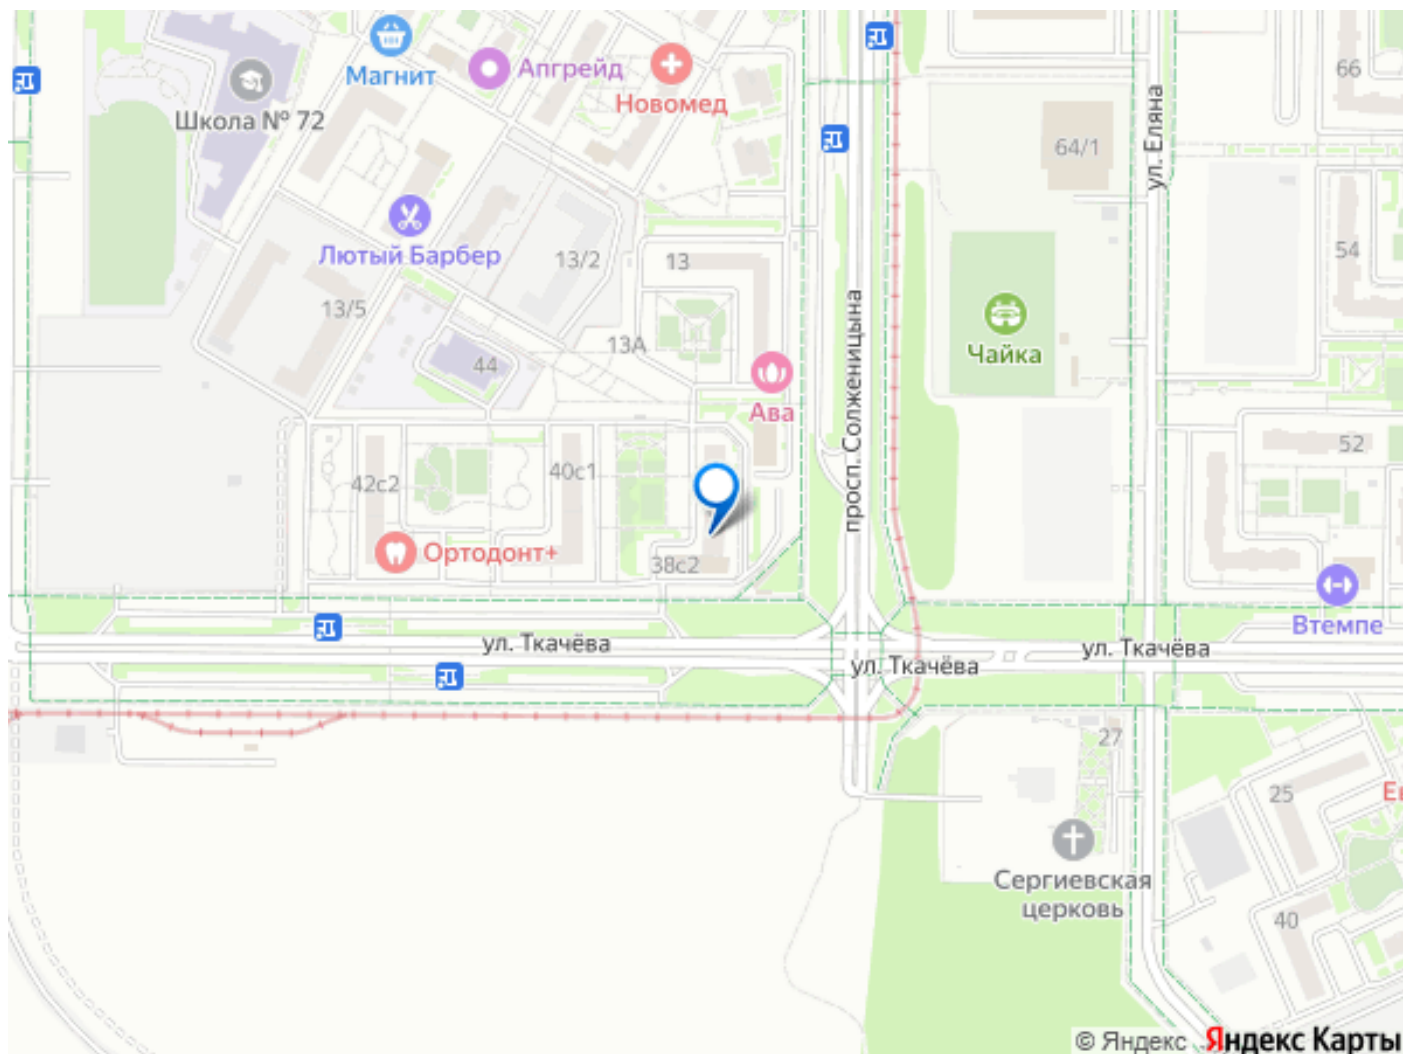 66
Магнит
Апгрейд
Новомед
Школа № 72
64/1
ул. Еляна
Лютый Барбер
13/2
13
54
13/5
просп. Солженицына
13А
Чайка
44
Ава
52
42с2
40с1
Ортодонт+
38с2
Втемпе
ул. Ткачёва
ул. Ткачёва
ул. Ткачёва
27
25
Ев
Сергиевская
церковь
40
© Яндекс Яндекс Карты